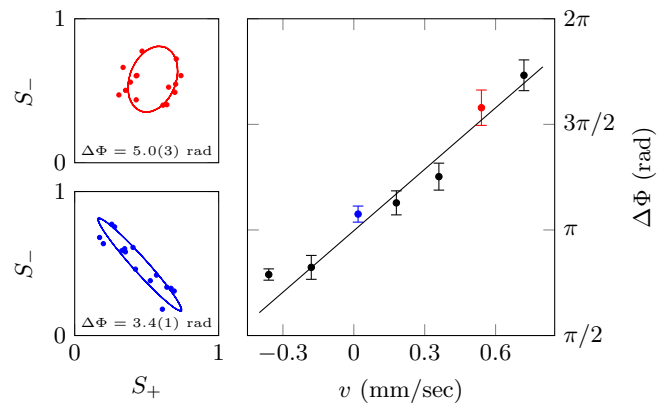 1
S−
0
ΔΦ = 5.0(3) rad
1
S−
0
ΔΦ = 3.4(1) rad
0
1
S+
2π
3π/2
π
π/2
ΔΦ (rad)
−0.3
0
0.3
0.6
v (mm/sec)